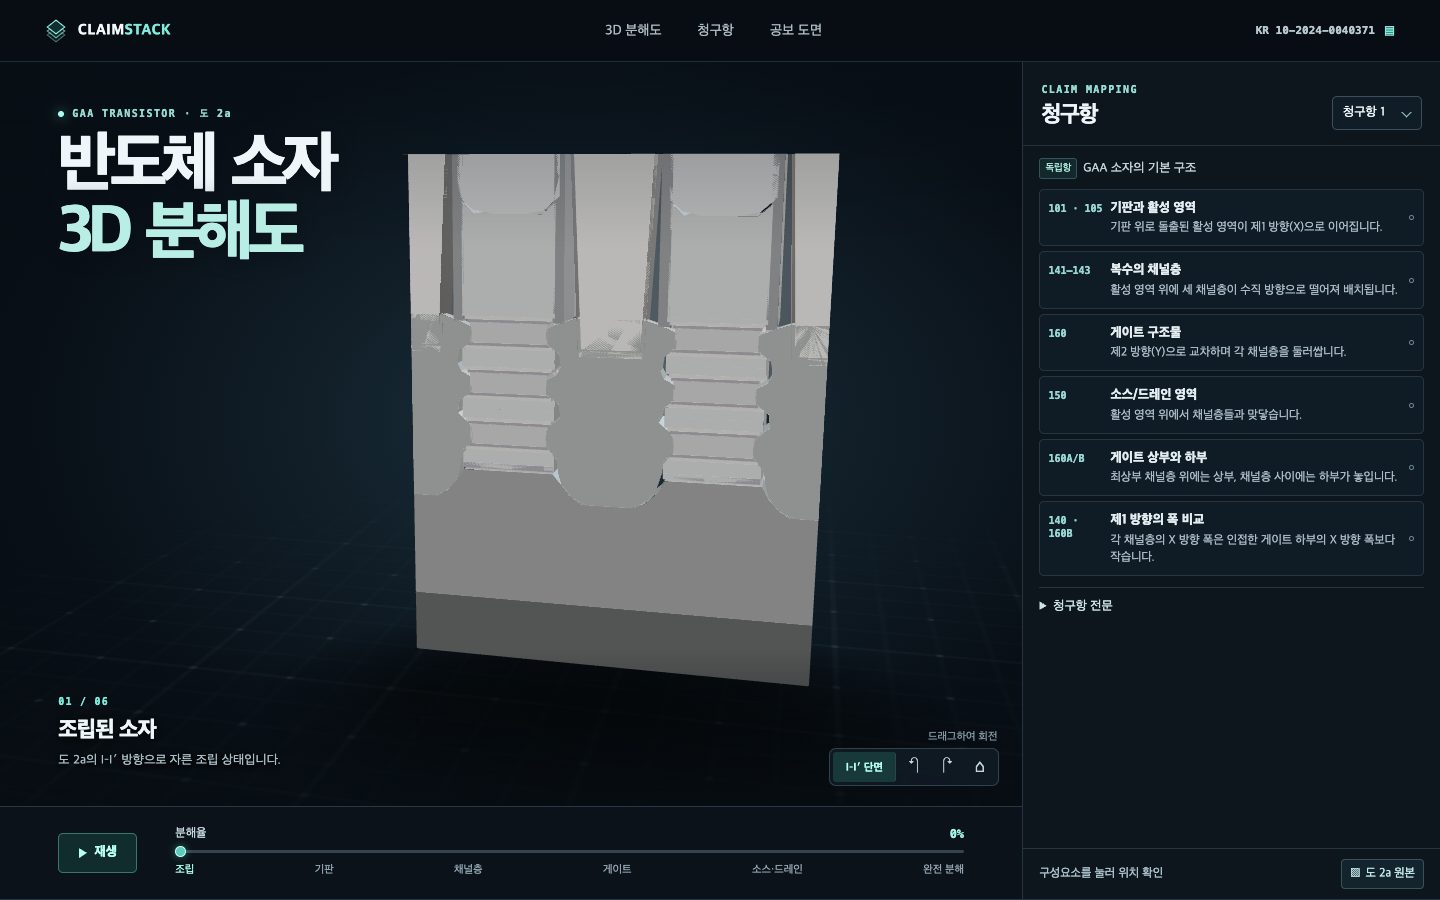 CLAIMSTACK
3D 분해도
청구항
공보 도면
KR 10-2024-0040371
GAA TRANSISTOR · 도 2a
반도체 소자
3D 분해도
01 / 06
조립된 소자
도 2a의 I-I′ 방향으로 자른 조립 상태입니다.
드래그하여 회전
I-I′ 단면
재생
분해율
0%
조립
기판
채널층
게이트
소스·드레인
완전 분해
CLAIM MAPPING
청구항
청구항 1
독립항 GAA 소자의 기본 구조
101 · 105 기판과 활성 영역
기판 위로 돌출된 활성 영역이 제1 방향(X)으로 이어집니다.
141–143 복수의 채널층
활성 영역 위에 세 채널층이 수직 방향으로 떨어져 배치됩니다.
160 게이트 구조물
제2 방향(Y)으로 교차하며 각 채널층을 둘러쌉니다.
150 소스/드레인 영역
활성 영역 위에서 채널층들과 맞닿습니다.
160A/B 게이트 상부와 하부
최상부 채널층 위에는 상부, 채널층 사이에는 하부가 놓입니다.
140 · 160B 제1 방향의 폭 비교
각 채널층의 X 방향 폭은 인접한 게이트 하부의 X 방향 폭보다
작습니다.
청구항 전문
구성요소를 눌러 위치 확인
도 2a 원본